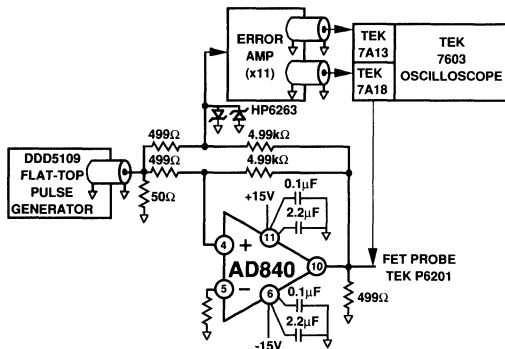 ERROR
AMP
(x11)
TEK
7A13
TEK
7A18
TEK
7603
OSCILLOSCOPE
HP6263
499Ω
4.99kΩ
499Ω
4.99kΩ
DDD5109
FLAT-TOP
PULSE
GENERATOR
50Ω
+15V
0.1µF
2.2µF
4
+
11
AD840
10
5
−
6
0.1µF
2.2µF
-15V
FET PROBE
TEK P6201
499Ω